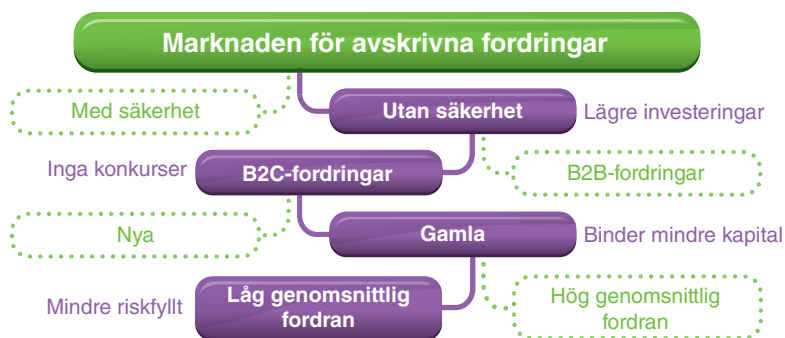 Marknaden för avskrivna fordringar
Med säkerhet
Utan säkerhet
Lägre investeringar
Inga konkurser
B2C-fordringar
B2B-fordringar
Nya
Gamla
Binder mindre kapital
Mindre riskfyllt
Låg genomsnittlig
fordran
Hög genomsnittlig
fordran